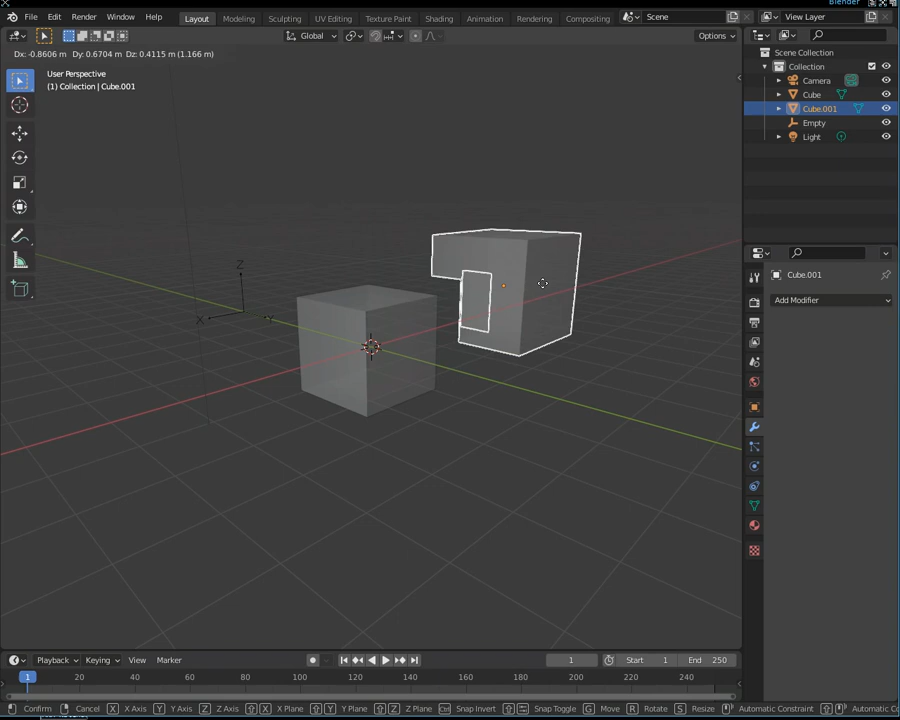 Blender
File Edit Render Window Help Layout Modeling Sculpting UV Editing Texture Paint Shading Animation Rendering Compositing Scene View Layer
Global Options
Dx: -0.8606 m Dy: 0.6704 m Dz: 0.4115 m (1.166 m)
User Perspective
(1) Collection | Cube.001
Z
X
Y
Scene Collection
Collection
Camera
Cube
Cube.001
Empty
Light
Cube.001
Add Modifier
Playback Keying View Marker 1 Start 1 End 250
1 20 40 60 80 100 120 140 160 180 200 220 240
Confirm Cancel X X Axis Y Y Axis Z Z Axis X X Plane Y Y Plane Z Z Plane Snap Invert Snap Toggle G Move R Rotate S Resize Automatic Constraint Automatic Co